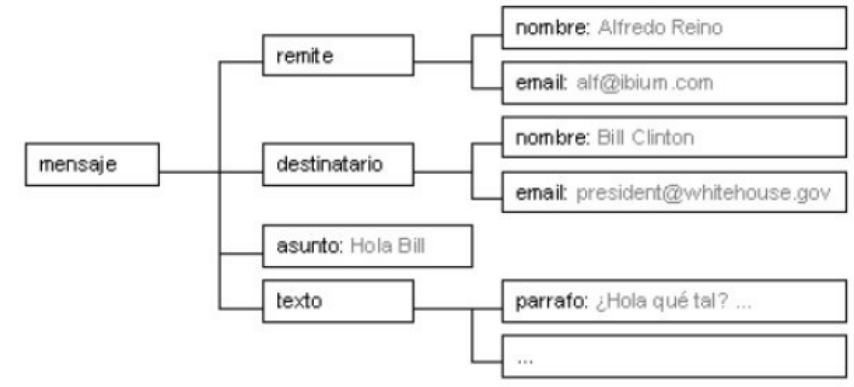 mensaje
remite
nombre: Alfredo Reino
email: alf@ibium.com
destinatario
nombre: Bill Clinton
email: president@whitehouse.gov
asunto: Hola Bill
texto
parrafo: ¿Hola qué tal? ...
...